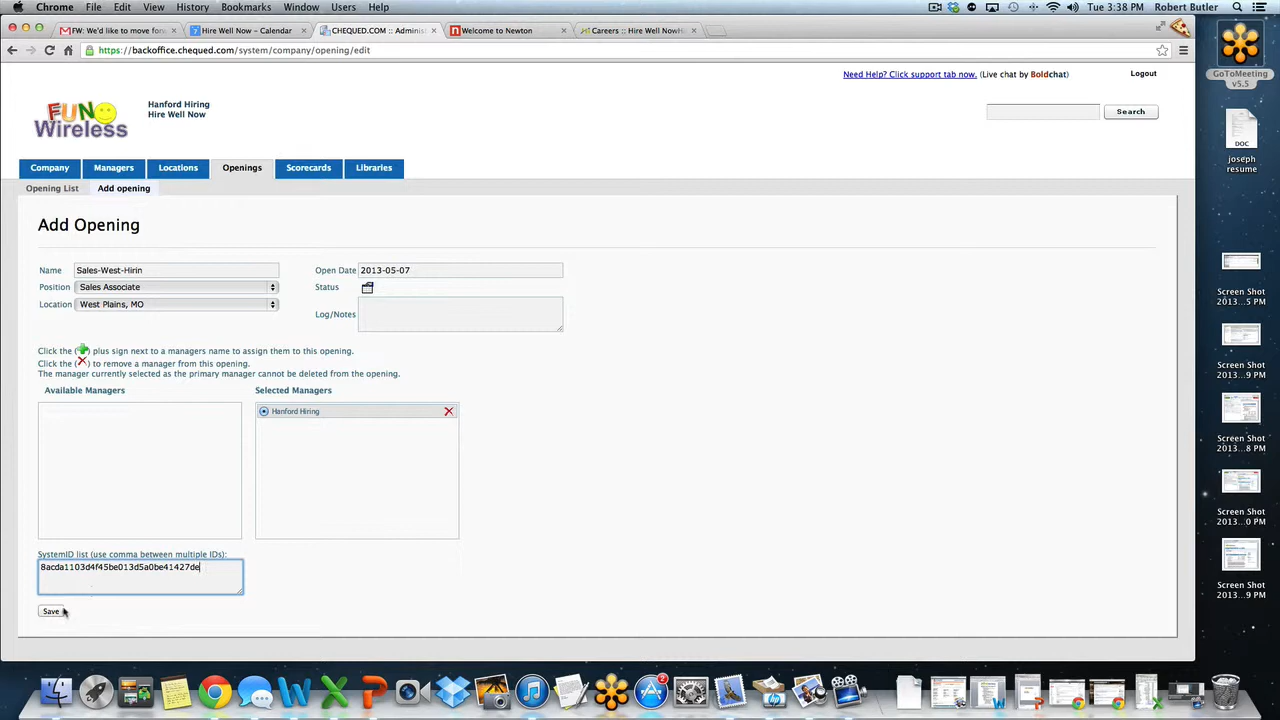 Chrome File Edit View History Bookmarks Window Users Help
Tue 3:38 PM Robert Butler
FW: We'd like to move for
Hire Well Now - Calendar
CHEQUED.COM :: Adminis
Welcome to Newton
Careers :: Hire Well NowHi
https://backoffice.chequed.com/system/company/opening/edit
Need Help? Click support tab now. (Live chat by Boldchat)
Logout
FUN
Wireless
Hanford Hiring
Hire Well Now
Search
Company Managers Locations Openings Scorecards Libraries
Opening List Add opening
Add Opening
Name Sales-West-Hirin
Open Date 2013-05-07
Position Sales Associate
Status
Location West Plains, MO
Log/Notes
Click the ( ) plus sign next to a managers name to assign them to this opening.
Click the ( ) to remove a manager from this opening.
The manager currently selected as the primary manager cannot be deleted from the opening.
Available Managers
Selected Managers
Hanford Hiring
SystemID list (use comma between multiple IDs):
8acda1103d4f45be013d5a0be41427de
Save
GoToMeeting
v5.5
DOC
joseph
resume
Screen Shot
2013...5 PM
Screen Shot
2013...9 PM
Screen Shot
2013...8 PM
Screen Shot
2013...0 PM
Screen Shot
2013...9 PM
2